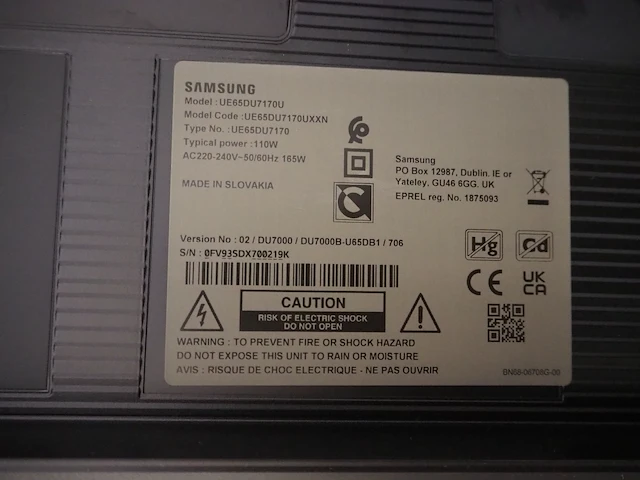 SAMSUNG
Model : UE65DU7170U
Model Code : UE65DU7170UXXN
Type No. : UE65DU7170
Typical power : 110W
AC220-240V~50/60Hz 165W
MADE IN SLOVAKIA
Samsung
PO Box 12987, Dublin. IE or
Yateley, GU46 6GG. UK
EPREL reg. No. 1875093
Version No : 02 / DU7000 / DU7000B-U65DB1 / 706
S/N : 0FV93SDX700219K
Hg
Cd
CE
UK
CA
CAUTION
RISK OF ELECTRIC SHOCK
DO NOT OPEN
WARNING : TO PREVENT FIRE OR SHOCK HAZARD
DO NOT EXPOSE THIS UNIT TO RAIN OR MOISTURE
AVIS : RISQUE DE CHOC ELECTRIQUE - NE PAS OUVRIR